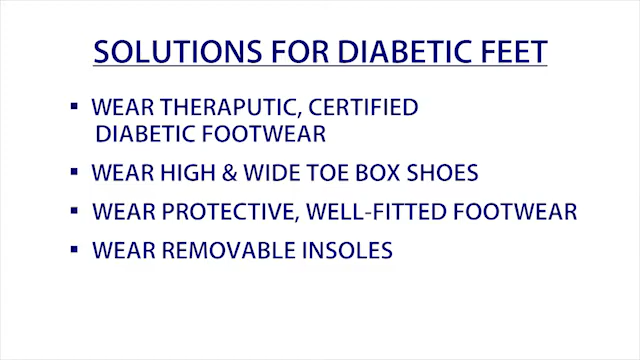 SOLUTIONS FOR DIABETIC FEET
▪ WEAR THERAPUTIC, CERTIFIED
DIABETIC FOOTWEAR
▪ WEAR HIGH & WIDE TOE BOX SHOES
▪ WEAR PROTECTIVE, WELL-FITTED FOOTWEAR
▪ WEAR REMOVABLE INSOLES